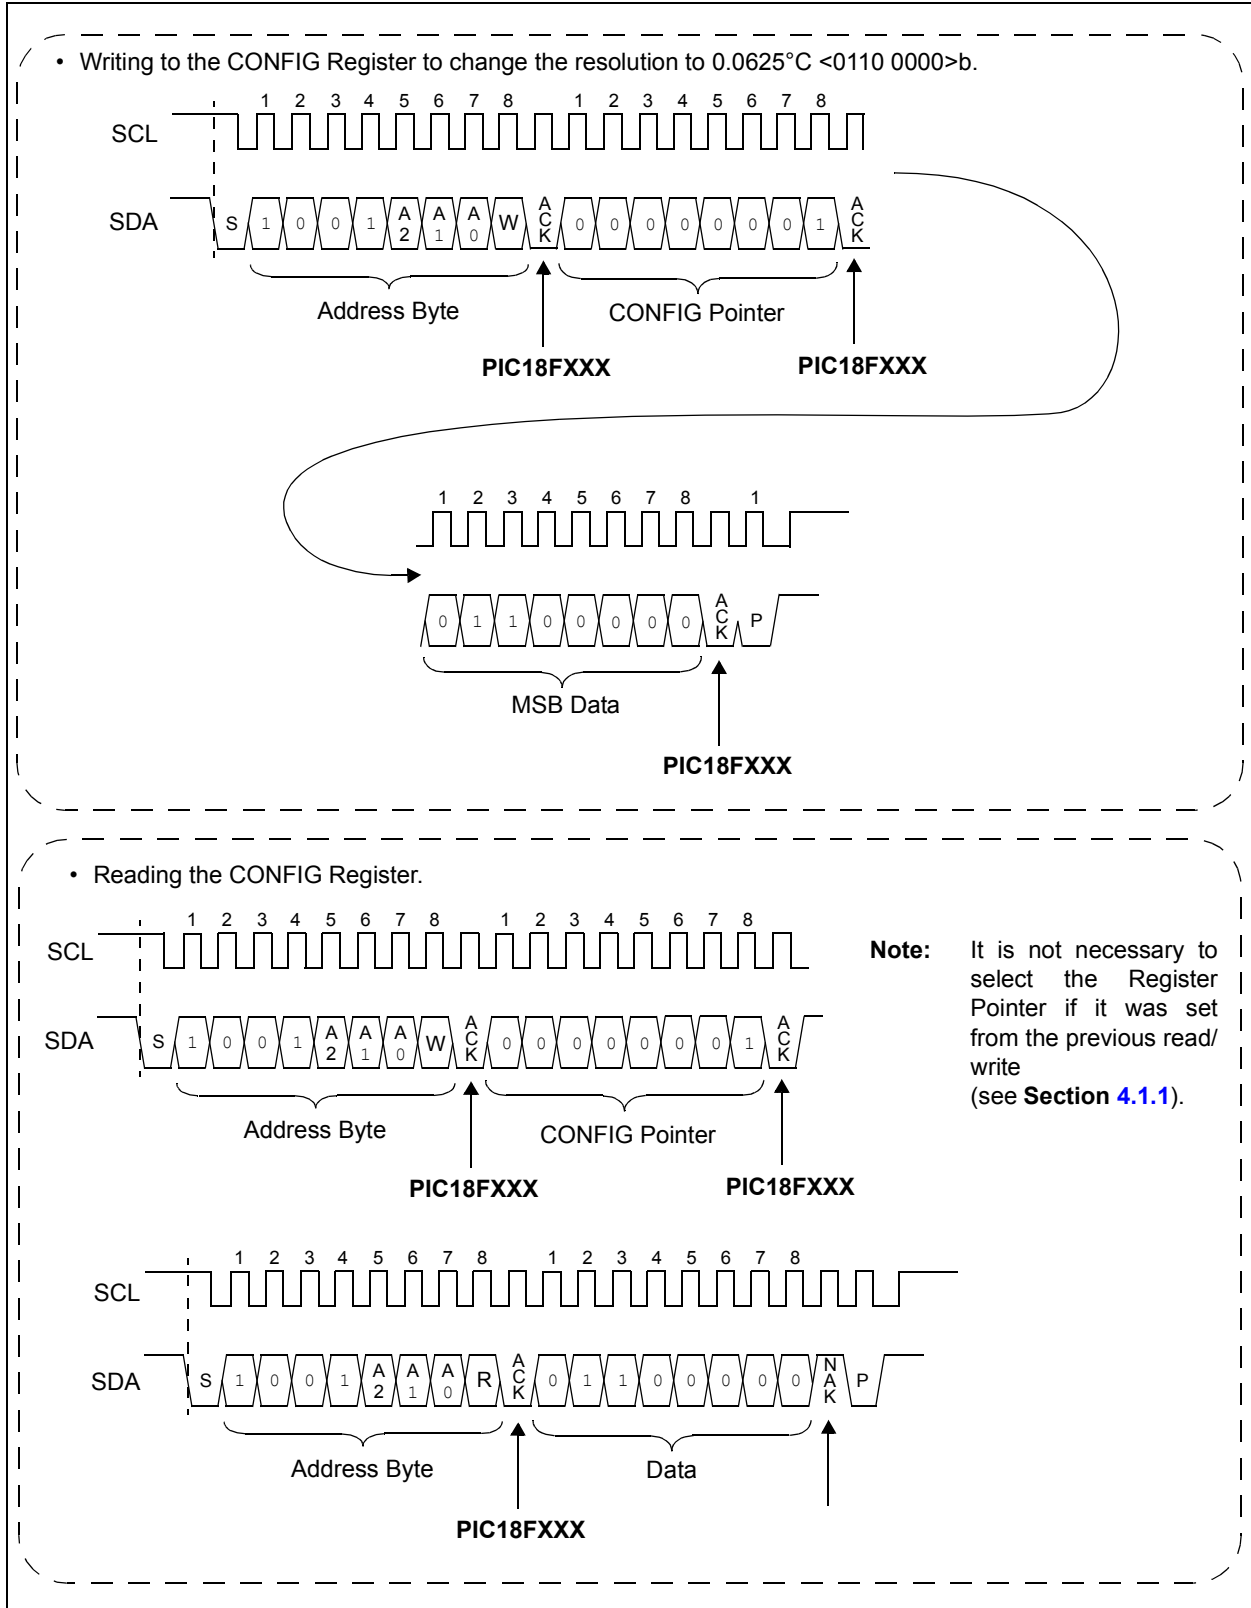 • Writing to the CONFIG Register to change the resolution to 0.0625°C <0110 0000>b.
1 2 3 4 5 6 7 8 1 2 3 4 5 6 7 8
SCL
SDA
S 1 0 0 1 A2 A1 A0 W ACK 0 0 0 0 0 0 0 1 ACK
Address Byte CONFIG Pointer
PIC18FXXX PIC18FXXX
1 2 3 4 5 6 7 8 1
0 1 1 0 0 0 0 0 ACK P
MSB Data
PIC18FXXX
• Reading the CONFIG Register.
1 2 3 4 5 6 7 8 1 2 3 4 5 6 7 8
SCL
SDA
S 1 0 0 1 A2 A1 A0 W ACK 0 0 0 0 0 0 0 1 ACK
Address Byte CONFIG Pointer
PIC18FXXX PIC18FXXX
Note: It is not necessary to
select the Register
Pointer if it was set
from the previous read/
write
(see Section 4.1.1).
1 2 3 4 5 6 7 8 1 2 3 4 5 6 7 8
SCL
SDA
S 1 0 0 1 A2 A1 A0 R ACK 0 1 1 0 0 0 0 0 NAK P
Address Byte Data
PIC18FXXX